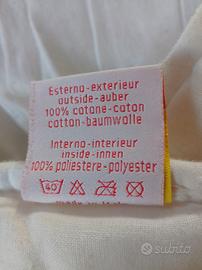 Esterno-exterieur
outside-auber
100% cotone-coton
cotton-baumwolle
Interno-interieur
inside-innen
100% poliestere-polyester
40
subito